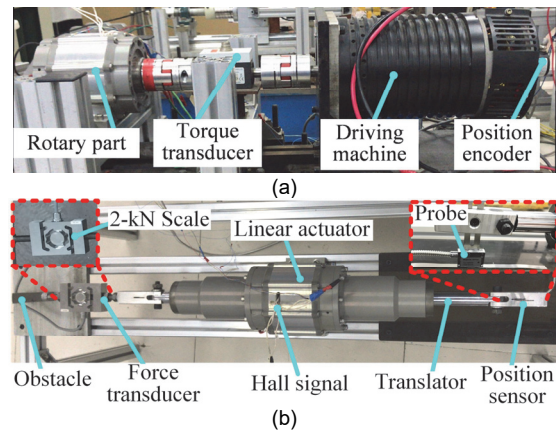 Rotary part
Torque
transducer
Driving
machine
Position
encoder
(a)
2-kN Scale
Linear actuator
Probe
Obstacle
Force
transducer
Hall signal
Translator
Position
sensor
(b)